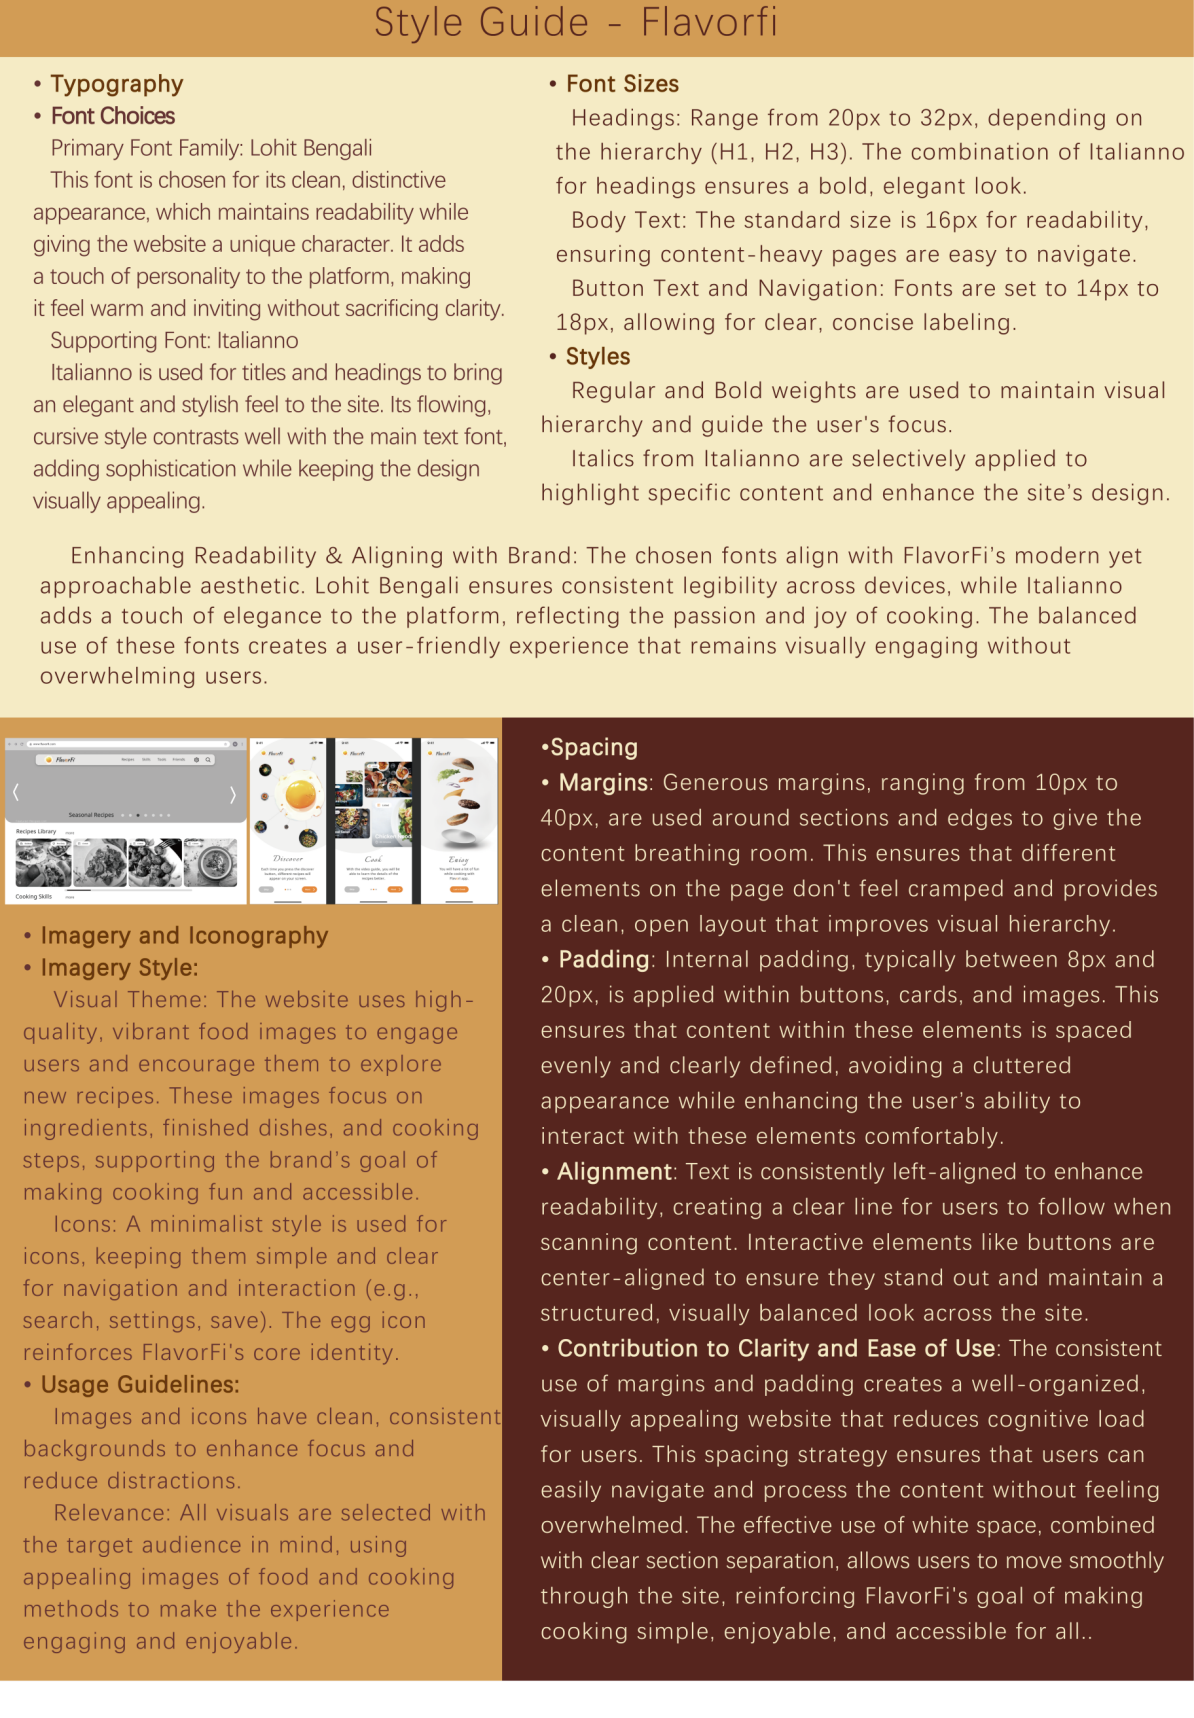 Style Guide - Flavorfi
• Typography
• Font Choices
Primary Font Family: Lohit Bengali
This font is chosen for its clean, distinctive
appearance, which maintains readability while
giving the website a unique character. It adds
a touch of personality to the platform, making
it feel warm and inviting without sacrificing clarity.
Supporting Font: Italianno
Italianno is used for titles and headings to bring
an elegant and stylish feel to the site. Its flowing,
cursive style contrasts well with the main text font,
adding sophistication while keeping the design
visually appealing.
• Font Sizes
Headings: Range from 20px to 32px, depending on
the hierarchy (H1, H2, H3). The combination of Italianno
for headings ensures a bold, elegant look.
Body Text: The standard size is 16px for readability,
ensuring content-heavy pages are easy to navigate.
Button Text and Navigation: Fonts are set to 14px to
18px, allowing for clear, concise labeling.
• Styles
Regular and Bold weights are used to maintain visual
hierarchy and guide the user's focus.
Italics from Italianno are selectively applied to
highlight specific content and enhance the site’s design.
Enhancing Readability & Aligning with Brand: The chosen fonts align with FlavorFi’s modern yet
approachable aesthetic. Lohit Bengali ensures consistent legibility across devices, while Italianno
adds a touch of elegance to the platform, reflecting the passion and joy of cooking. The balanced
use of these fonts creates a user-friendly experience that remains visually engaging without
overwhelming users.
FlavorFi
Recipes Skills Tools Friends
Seasonal Recipes
Recipes Library more
Cooking Skills more
FlavorFi
Discover
FlavorFi
Cook
FlavorFi
Enjoy
• Imagery and Iconography
• Imagery Style:
Visual Theme: The website uses high-
quality, vibrant food images to engage
users and encourage them to explore
new recipes. These images focus on
ingredients, finished dishes, and cooking
steps, supporting the brand’s goal of
making cooking fun and accessible.
Icons: A minimalist style is used for
icons, keeping them simple and clear
for navigation and interaction (e.g.,
search, settings, save). The egg icon
reinforces FlavorFi's core identity.
• Usage Guidelines:
Images and icons have clean, consistent
backgrounds to enhance focus and
reduce distractions.
Relevance: All visuals are selected with
the target audience in mind, using
appealing images of food and cooking
methods to make the experience
engaging and enjoyable.
•Spacing
• Margins: Generous margins, ranging from 10px to
40px, are used around sections and edges to give the
content breathing room. This ensures that different
elements on the page don't feel cramped and provides
a clean, open layout that improves visual hierarchy.
• Padding: Internal padding, typically between 8px and
20px, is applied within buttons, cards, and images. This
ensures that content within these elements is spaced
evenly and clearly defined, avoiding a cluttered
appearance while enhancing the user’s ability to
interact with these elements comfortably.
• Alignment: Text is consistently left-aligned to enhance
readability, creating a clear line for users to follow when
scanning content. Interactive elements like buttons are
center-aligned to ensure they stand out and maintain a
structured, visually balanced look across the site.
• Contribution to Clarity and Ease of Use: The consistent
use of margins and padding creates a well-organized,
visually appealing website that reduces cognitive load
for users. This spacing strategy ensures that users can
easily navigate and process the content without feeling
overwhelmed. The effective use of white space, combined
with clear section separation, allows users to move smoothly
through the site, reinforcing FlavorFi's goal of making
cooking simple, enjoyable, and accessible for all..